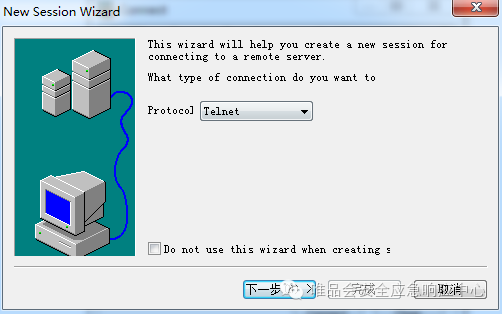 New Session Wizard
This wizard will help you create a new session for
connecting to a remote server.
What type of connection do you want to
Protocol
Telnet
Do not use this wizard when creating s
下一步
完成
取消
唯品会安全应急响应中心